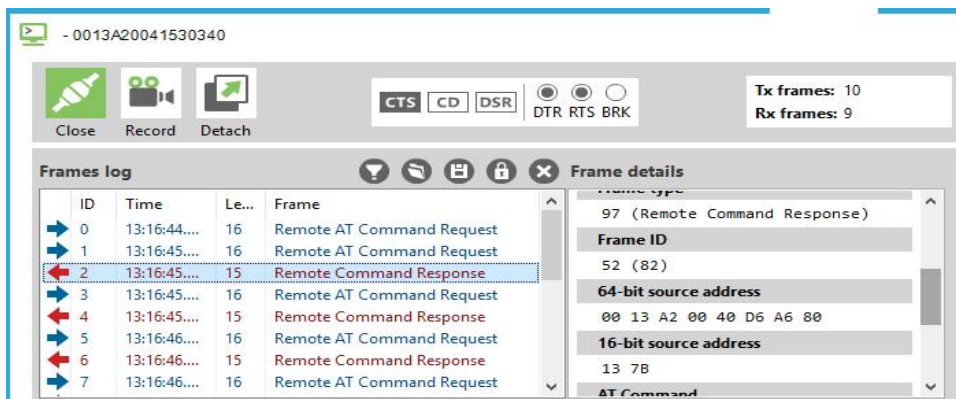 - 0013A20041530340
Close Record Detach
CTS CD DSR DTR RTS BRK
Tx frames: 10
Rx frames: 9
Frames log
ID Time Le... Frame
0 13:16:44.... 16 Remote AT Command Request
1 13:16:45.... 16 Remote AT Command Request
2 13:16:45.... 15 Remote Command Response
3 13:16:45.... 16 Remote AT Command Request
4 13:16:45.... 15 Remote Command Response
5 13:16:46.... 16 Remote AT Command Request
6 13:16:46.... 15 Remote Command Response
7 13:16:46.... 16 Remote AT Command Request
Frame details
Frame type
97 (Remote Command Response)
Frame ID
52 (82)
64-bit source address
00 13 A2 00 40 D6 A6 80
16-bit source address
13 7B
AT Command